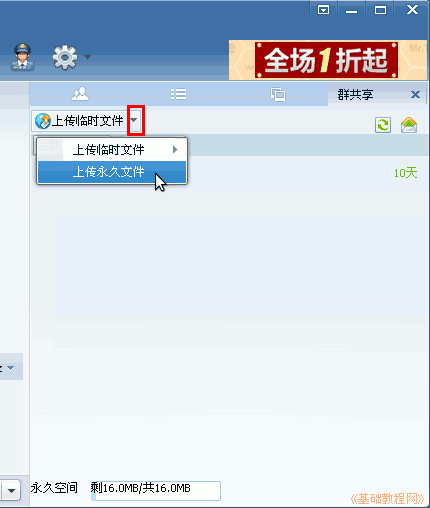 全场1折起
群共享
上传临时文件
上传临时文件
上传永久文件
10天
永久空间 剩16.0MB/共16.0MB
《基础教程网》